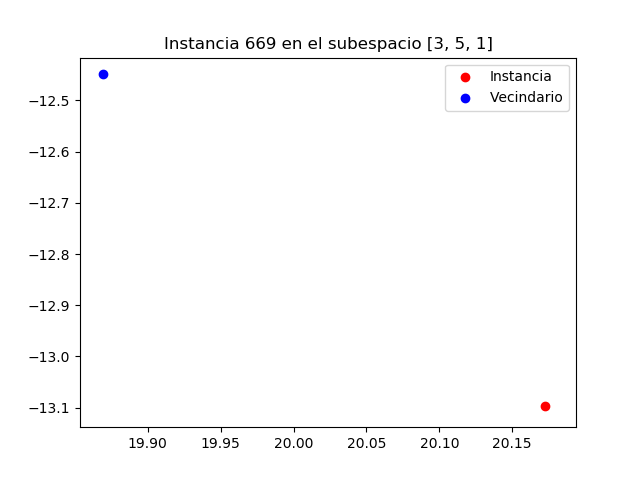 Instancia 669 en el subespacio [3, 5, 1]
Instancia
Vecindario
−12.5
−12.6
−12.7
−12.8
−12.9
−13.0
−13.1
19.90 19.95 20.00 20.05 20.10 20.15